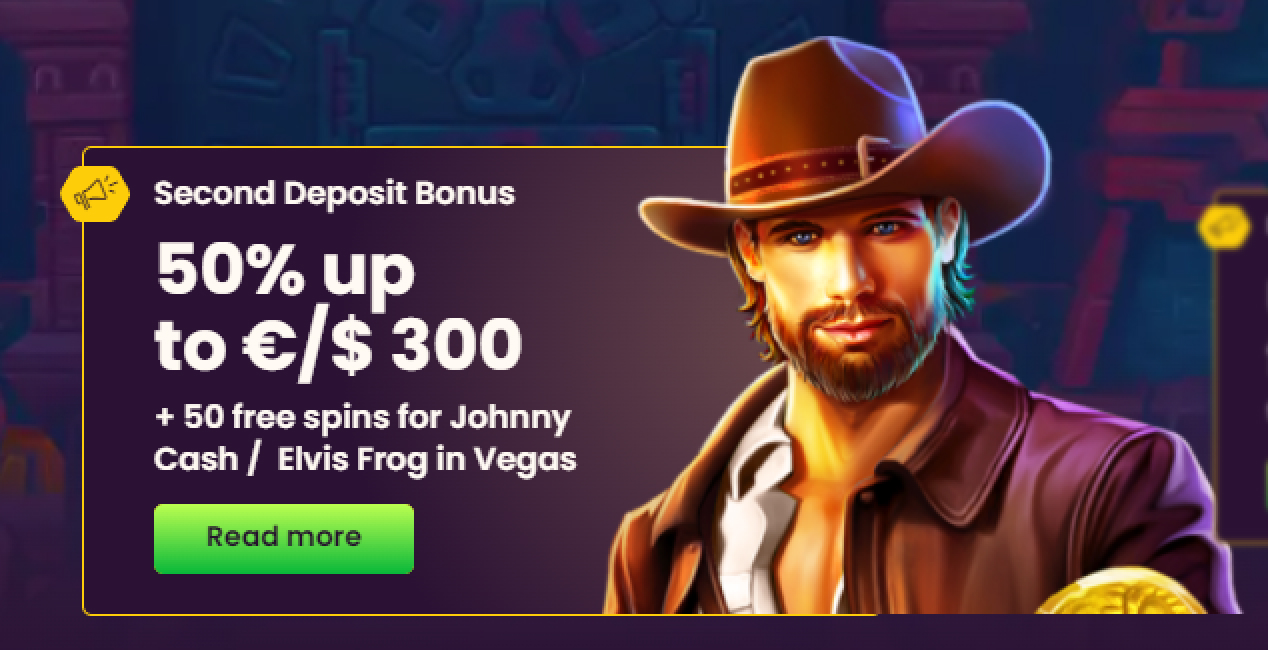 Second Deposit Bonus
50% up
to €/$ 300
+ 50 free spins for Johnny
Cash / Elvis Frog in Vegas
Read more